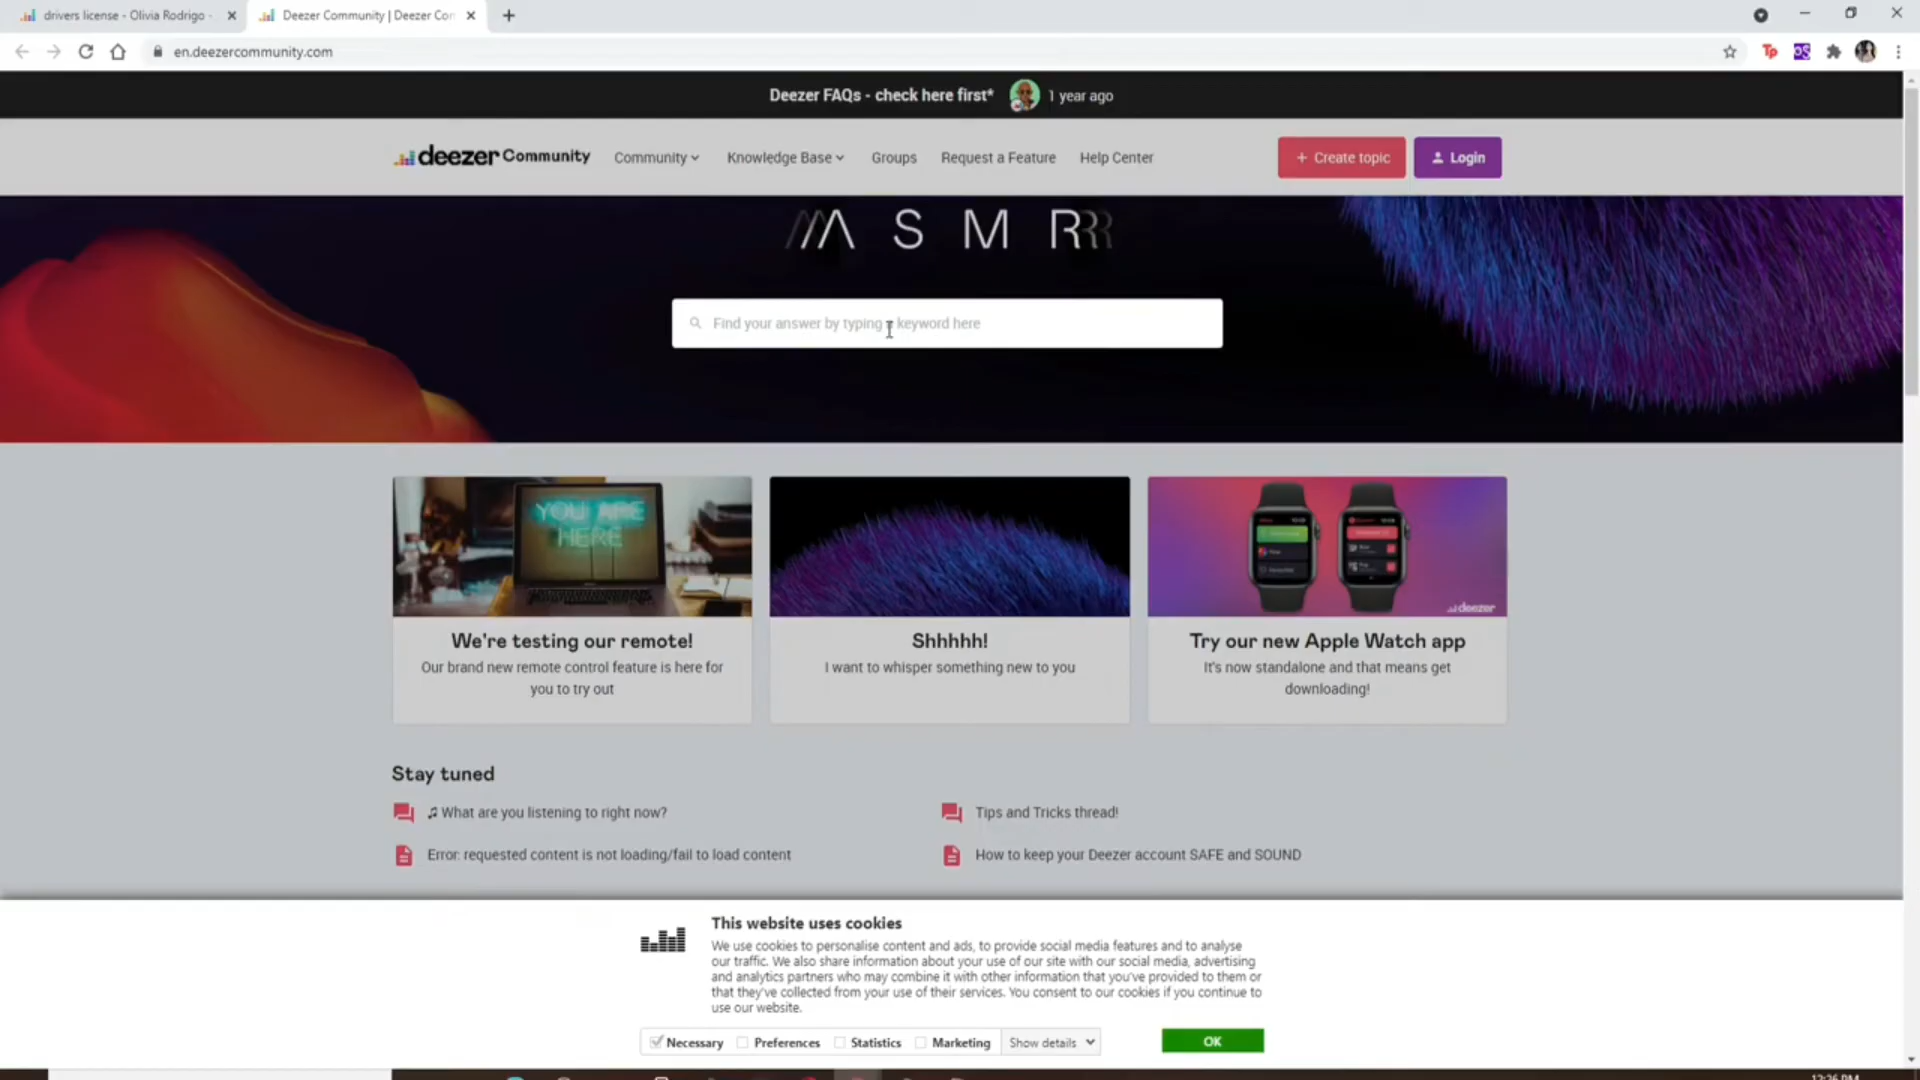 drivers license - Olivia Rodrigo -
Deezer Community | Deezer Cor
en.deezercommunity.com
Tp
Deezer FAQs - check here first*
1 year ago
deezer Community
Community
Knowledge Base
Groups
Request a Feature
Help Center
+ Create topic
Login
A S M R
Find your answer by typing a keyword here
YOU ARE
HERE
deezer
We're testing our remote!
Our brand new remote control feature is here for
you to try out
Shhhhh!
I want to whisper something new to you
Try our new Apple Watch app
It's now standalone and that means get
downloading!
Stay tuned
🎵 What are you listening to right now?
Tips and Tricks thread!
Error: requested content is not loading/fail to load content
How to keep your Deezer account SAFE and SOUND
This website uses cookies
We use cookies to personalise content and ads, to provide social media features and to analyse
our traffic. We also share information about your use of our site with our social media, advertising
and analytics partners who may combine it with other information that you've provided to them or
that they've collected from your use of their services. You consent to our cookies if you continue to
use our website.
Necessary
Preferences
Statistics
Marketing
Show details
OK
12:26 PM